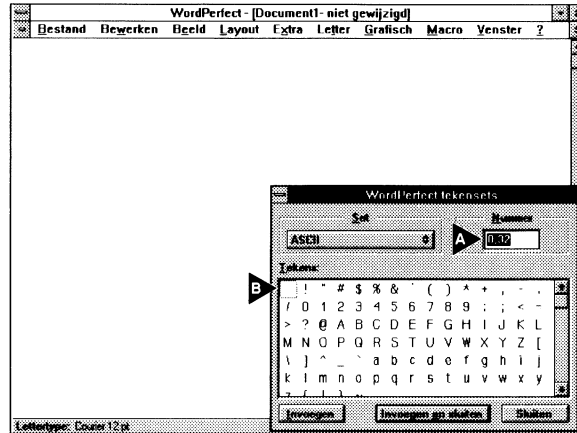 WordPerfect - [Document1- niet gewijzigd]
Bestand Bewerken Beeld Layout Extra Letter Grafisch Macro Venster ?
WordPerfect tekensets
Set Nummer
ASCII A 0,32
Tekens:
B ! " # $ % & ' ( ) * + , - .
/ 0 1 2 3 4 5 6 7 8 9 : ; < =
> ? @ A B C D E F G H I J K L
M N O P Q R S T U V W X Y Z [
\ ] ^ _ ` a b c d e f g h i j
k l m n o p q r s t u v w x y
z { | } ~
Invoegen Invoegen en sluiten Sluiten
Lettertype: Courier 12 pt